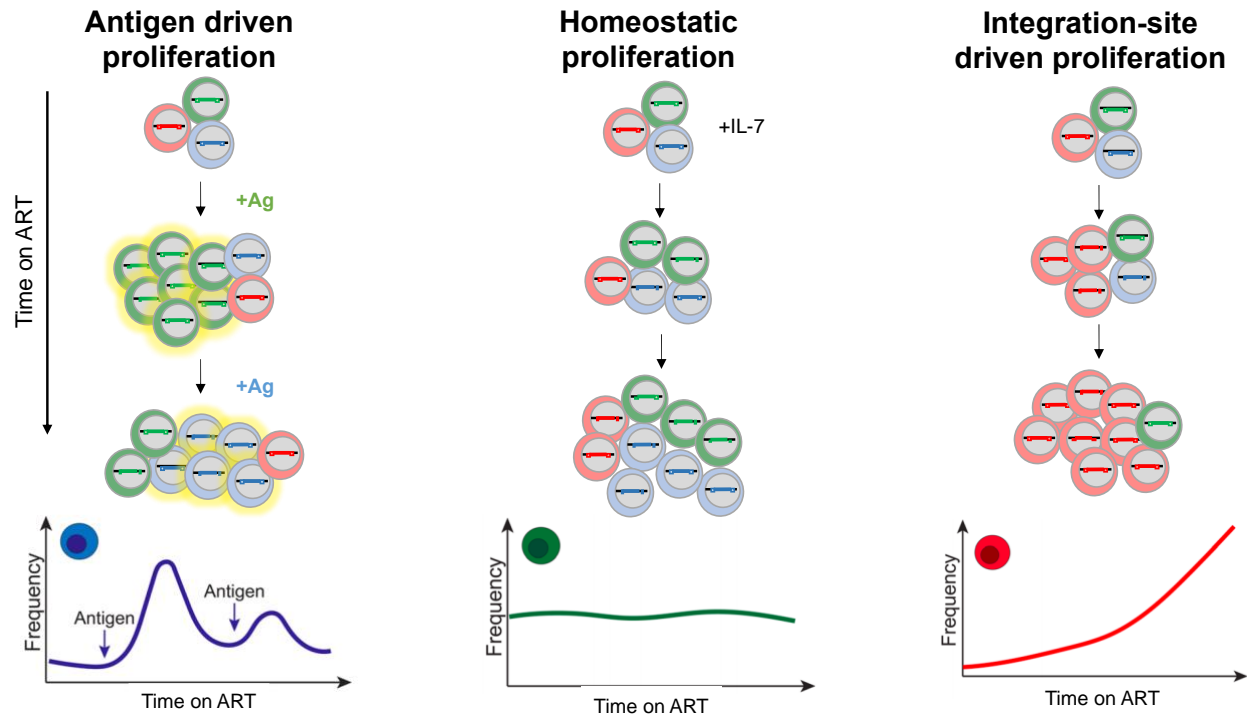 Antigen driven
proliferation
Homeostatic
proliferation
Integration-site
driven proliferation
Time on ART
+Ag
+Ag
+IL-7
Frequency
Antigen
Antigen
Time on ART
Frequency
Time on ART
Frequency
Time on ART